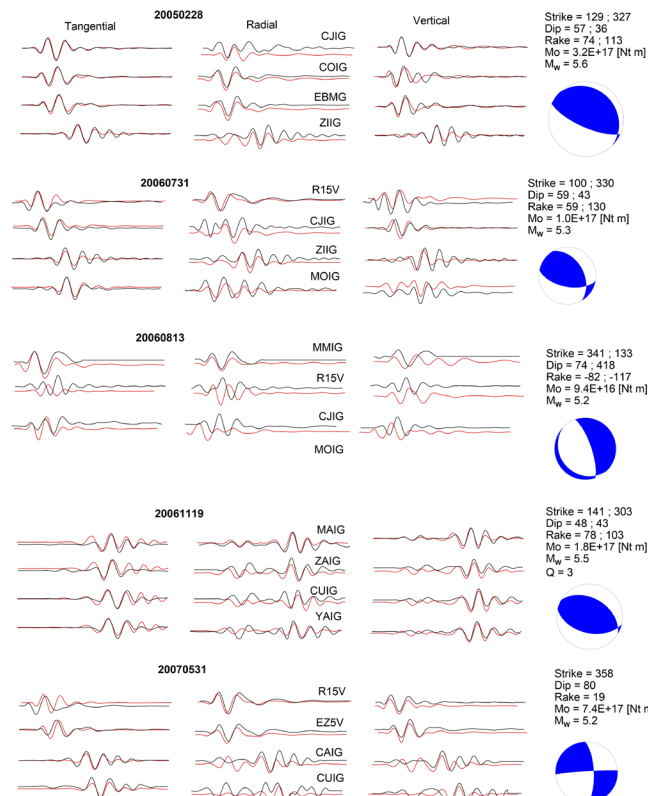 20050228
Tangential
Radial
Vertical
CJIG
COIG
EBMG
ZIIG
Strike = 129 ; 327
Dip = 57 ; 36
Rake = 74 ; 113
Mo = 3.2E+17 [Nt m]
Mw = 5.6
20060731
R15V
CJIG
ZIIG
MOIG
Strike = 100 ; 330
Dip = 59 ; 43
Rake = 59 ; 130
Mo = 1.0E+17 [Nt m]
Mw = 5.3
20060813
MMIG
R15V
CJIG
MOIG
Strike = 341 ; 133
Dip = 74 ; 418
Rake = -82 ; -117
Mo = 9.4E+16 [Nt m]
Mw = 5.2
20061119
MAIG
ZAIG
CUIG
YAIG
Strike = 141 ; 303
Dip = 48 ; 43
Rake = 78 ; 103
Mo = 1.8E+17 [Nt m]
Mw = 5.5
Q = 3
20070531
R15V
EZ5V
CAIG
CUIG
Strike = 358
Dip = 80
Rake = 19
Mo = 7.4E+17 [Nt
Mw = 5.2